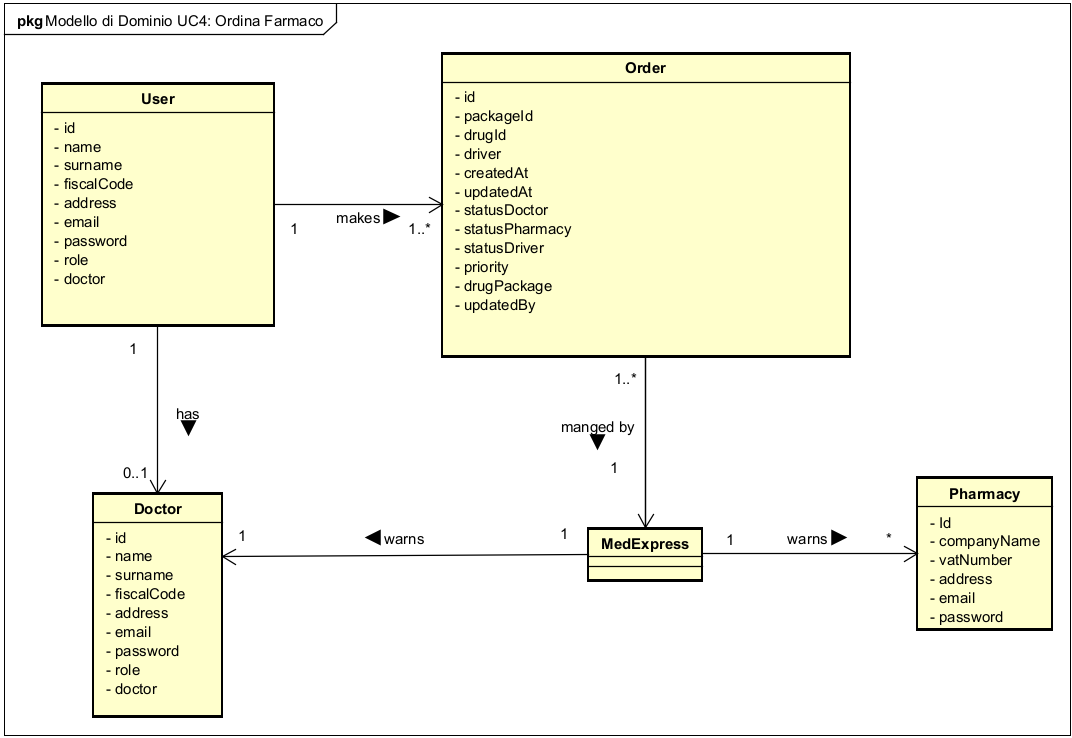 pkg Modello di Dominio UC4: Ordina Farmaco
User
- id
- name
- surname
- fiscalCode
- address
- email
- password
- role
- doctor
Order
- id
- packageId
- drugId
- driver
- createdAt
- updatedAt
- statusDoctor
- statusPharmacy
- statusDriver
- priority
- drugPackage
- updatedBy
1
makes
1..*
1
has
0..1
1..*
manged by
1
Doctor
- id
- name
- surname
- fiscalCode
- address
- email
- password
- role
- doctor
1
warns
1
MedExpress
1
warns
*
Pharmacy
- Id
- companyName
- vatNumber
- address
- email
- password